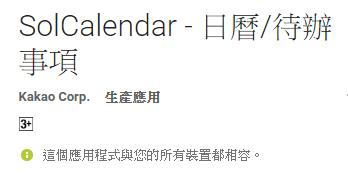 SolCalendar - 日曆/待辦
事項
Kakao Corp. 生產應用
3+
這個應用程式與您的所有裝置都相容。